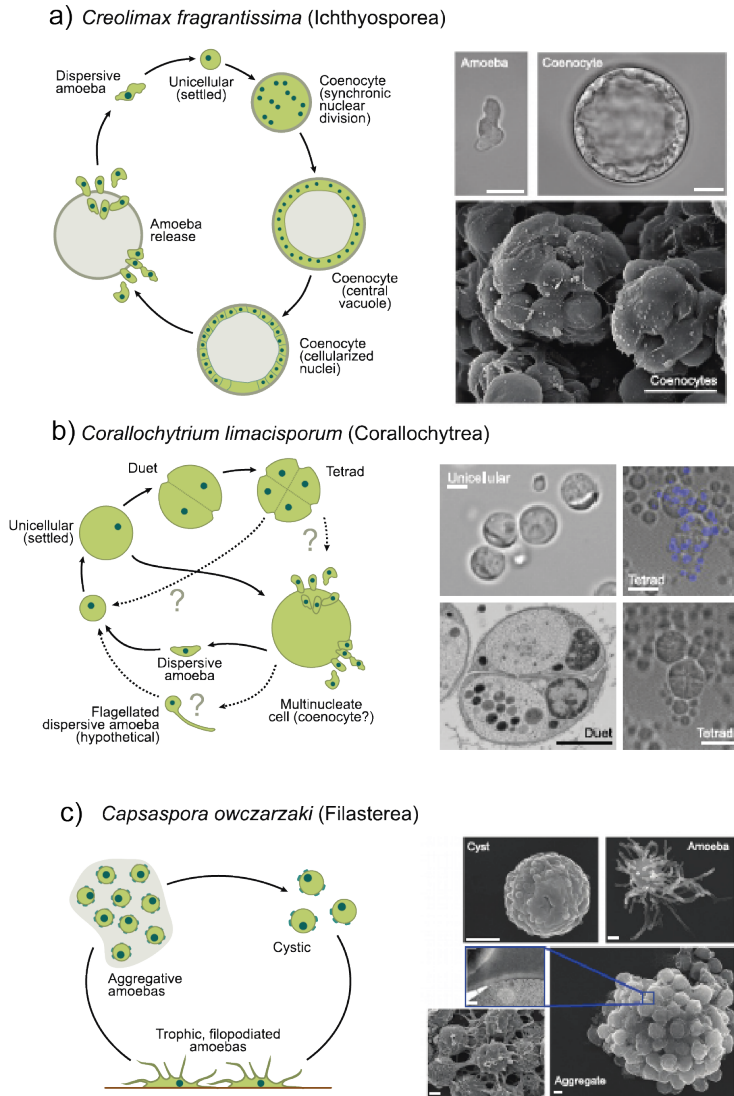 a) Creolimax fragrantissima (Ichthyosporea)
Dispersive
amoeba
Unicellular
(settled)
Coenocyte
(synchronic
nuclear
division)
Amoeba
release
Coenocyte
(central
vacuole)
Coenocyte
(cellularized
nuclei)
Amoeba
Coenocyte
Coenocytes
b) Corallochytrium limacisporum (Corallochytrea)
Duet
Tetrad
Unicellular
(settled)
?
?
Dispersive
amoeba
?
Flagellated
dispersive amoeba
(hypothetical)
Multinucleate
cell (coenocyte?)
Unicellular
Tetrad
Duet
Tetrad
c) Capsaspora owczarzaki (Filasterea)
Aggregative
amoebas
Cystic
Trophic, filopodiated
amoebas
Cyst
Amoeba
Aggregate